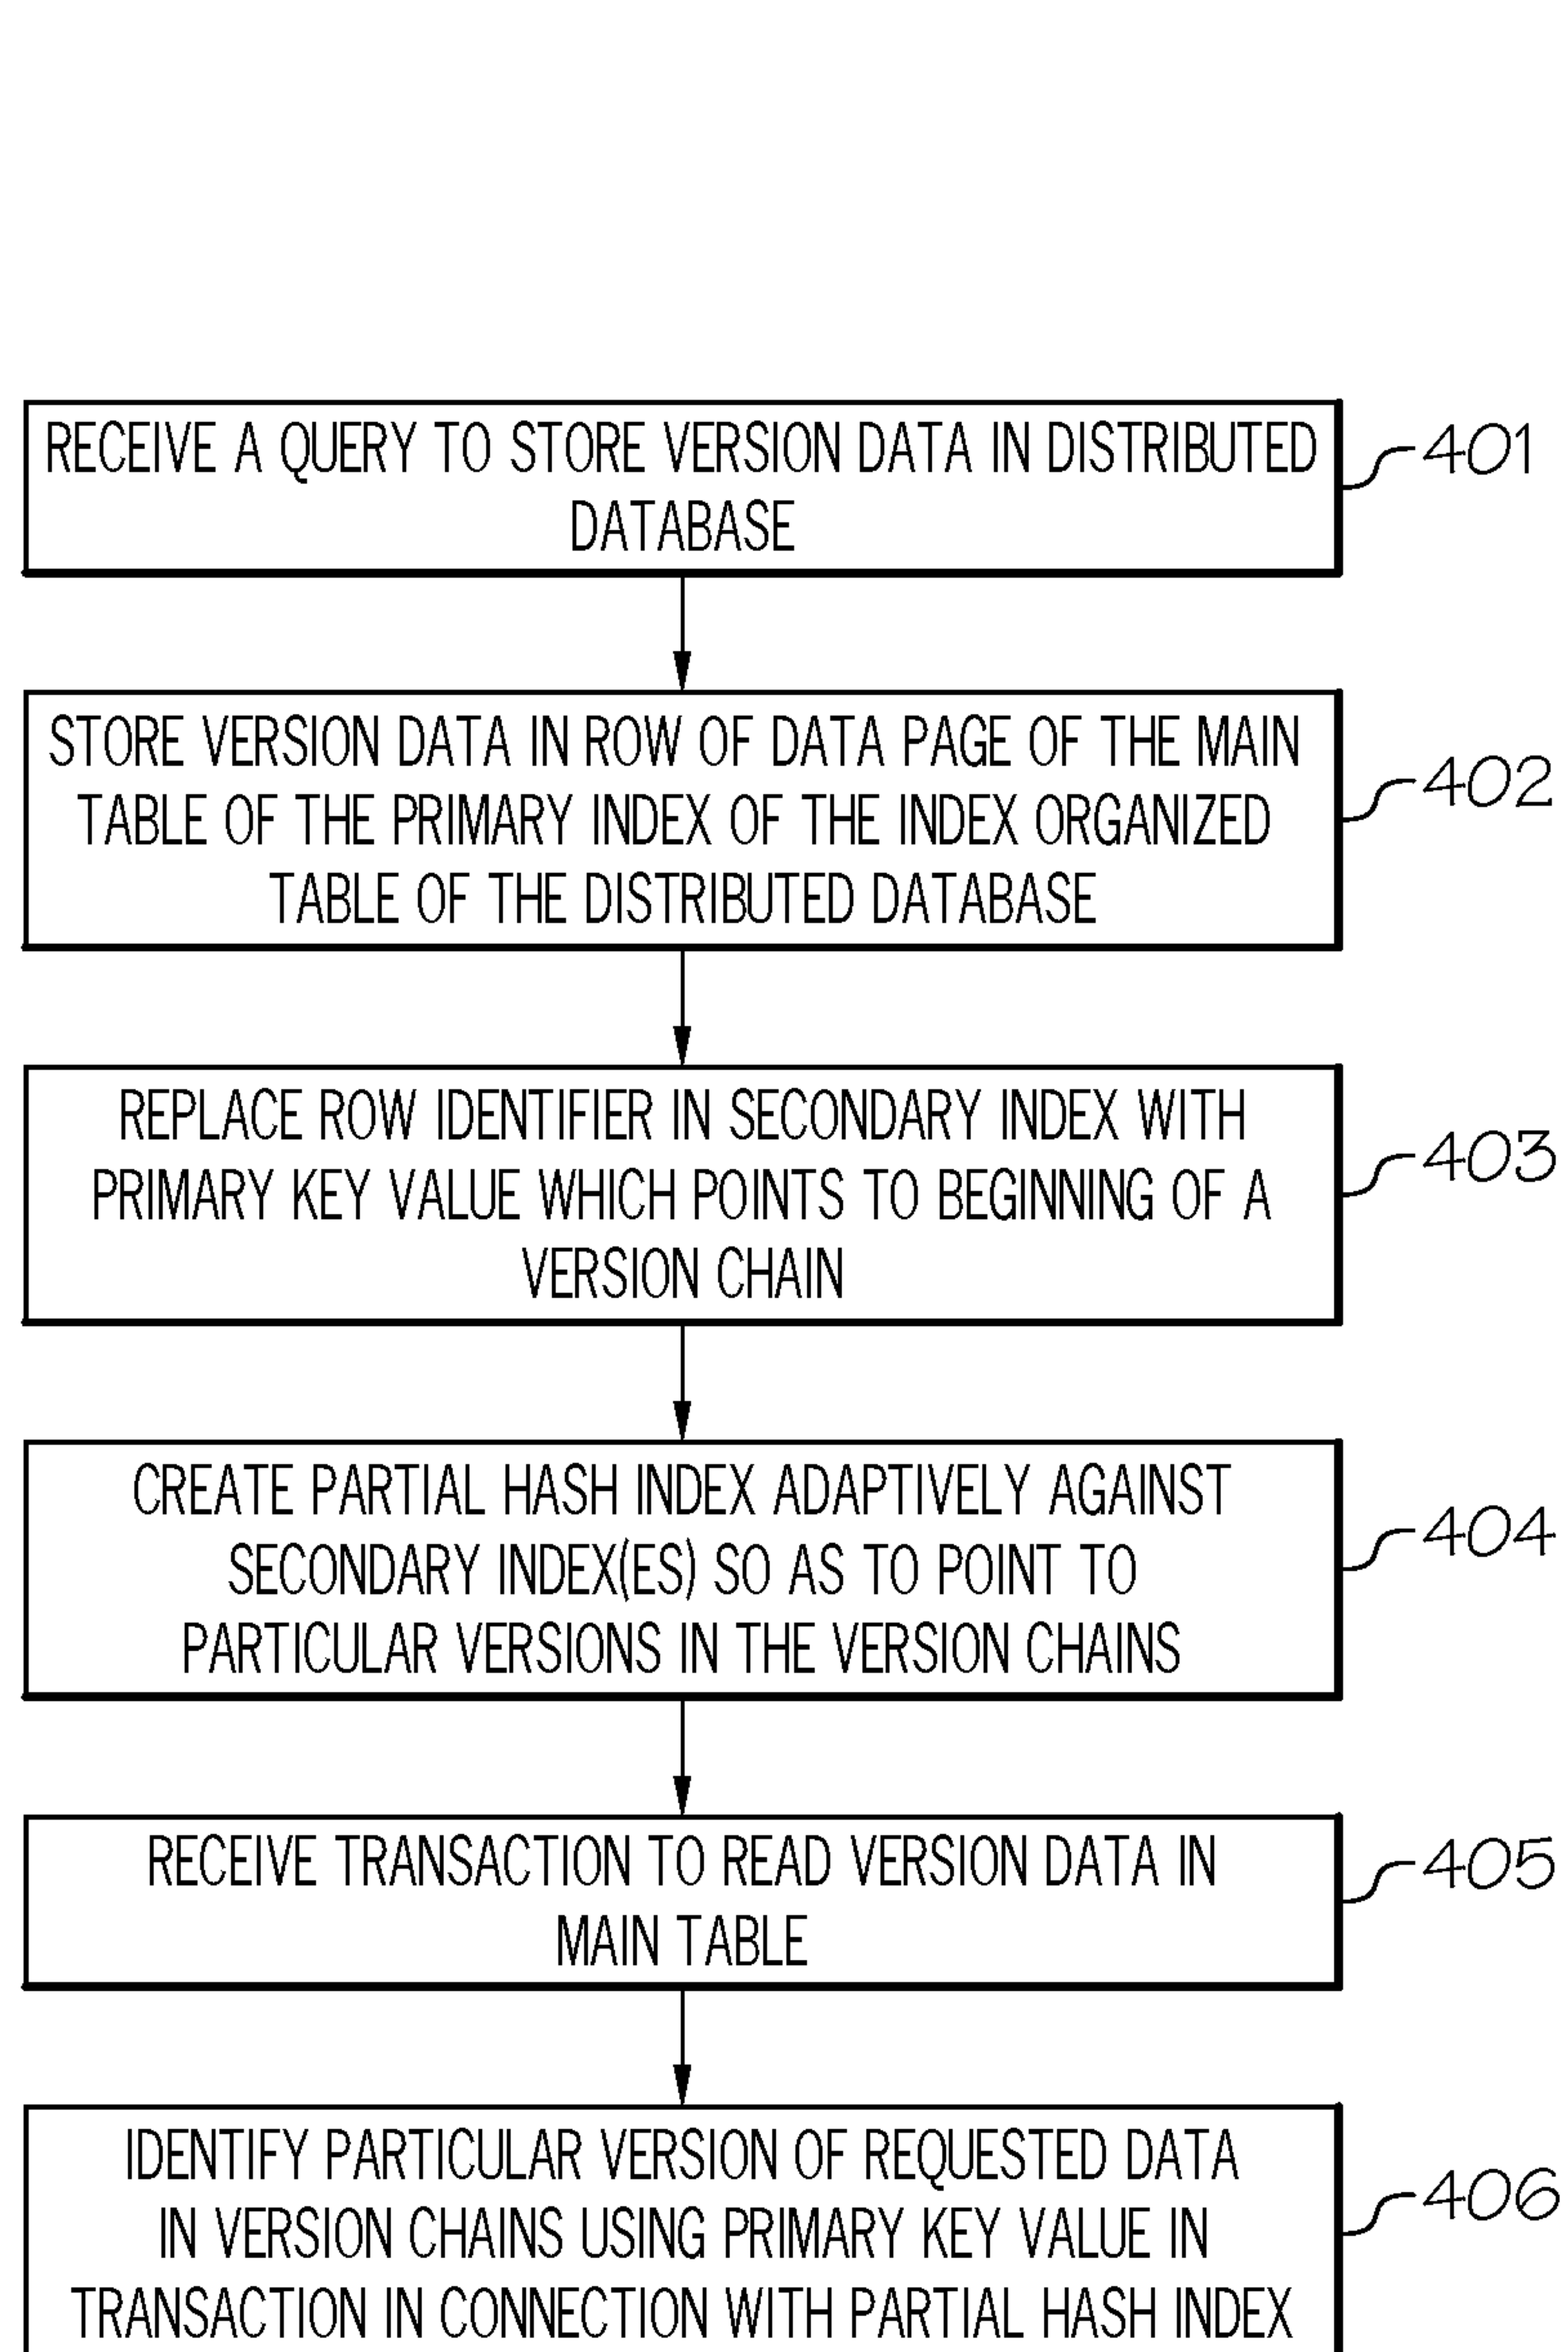 RECEIVE A QUERY TO STORE VERSION DATA IN DISTRIBUTED
DATABASE
401
STORE VERSION DATA IN ROW OF DATA PAGE OF THE MAIN
TABLE OF THE PRIMARY INDEX OF THE INDEX ORGANIZED
TABLE OF THE DISTRIBUTED DATABASE
402
REPLACE ROW IDENTIFIER IN SECONDARY INDEX WITH
PRIMARY KEY VALUE WHICH POINTS TO BEGINNING OF A
VERSION CHAIN
403
CREATE PARTIAL HASH INDEX ADAPTIVELY AGAINST
SECONDARY INDEX(ES) SO AS TO POINT TO
PARTICULAR VERSIONS IN THE VERSION CHAINS
404
RECEIVE TRANSACTION TO READ VERSION DATA IN
MAIN TABLE
405
IDENTIFY PARTICULAR VERSION OF REQUESTED DATA
IN VERSION CHAINS USING PRIMARY KEY VALUE IN
TRANSACTION IN CONNECTION WITH PARTIAL HASH INDEX
406